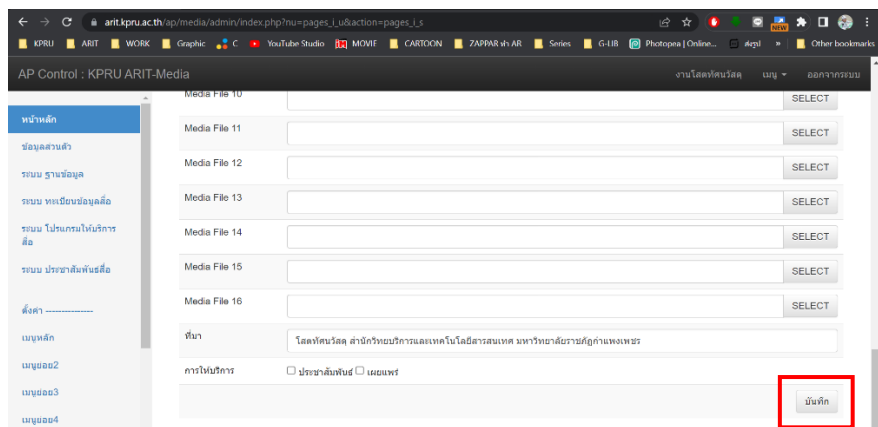 arit.kpru.ac.th/ap/media/admin/index.php?nu=pages_i_u&action=pages_i_s
NEW
KPRU ARIT WORK Graphic C YouTube Studio MOVIE CARTOON ZAPPAR ทำ AR Series G-LIB Photopea | Online... ส่งรูป » Other bookmarks
AP Control : KPRU ARIT-Media งานโสตทัศนวัสดุ เมนู ออกจากระบบ
หน้าหลัก
ข้อมูลส่วนตัว
ระบบ ฐานข้อมูล
ระบบ ทะเบียนข้อมูลสื่อ
ระบบ โปรแกรมให้บริการ
สื่อ
ระบบ ประชาสัมพันธ์สื่อ
ตั้งค่า ---------------
เมนูหลัก
เมนูย่อย2
เมนูย่อย3
เมนูย่อย4
Media File 10 SELECT
Media File 11 SELECT
Media File 12 SELECT
Media File 13 SELECT
Media File 14 SELECT
Media File 15 SELECT
Media File 16 SELECT
ที่มา โสตทัศนวัสดุ สำนักวิทยบริการและเทคโนโลยีสารสนเทศ มหาวิทยาลัยราชภัฏกำแพงเพชร
การให้บริการ ประชาสัมพันธ์ เผยแพร่
บันทึก